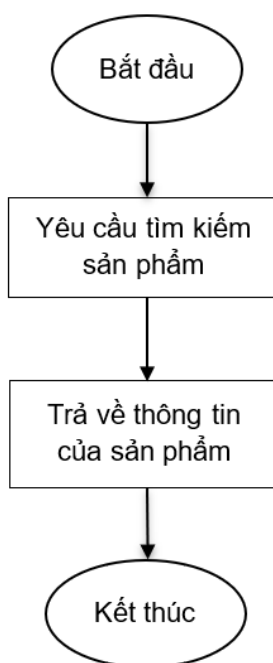 Bắt đầu
Yêu cầu tìm kiếm
sản phẩm
Trả về thông tin
của sản phẩm
Kết thúc